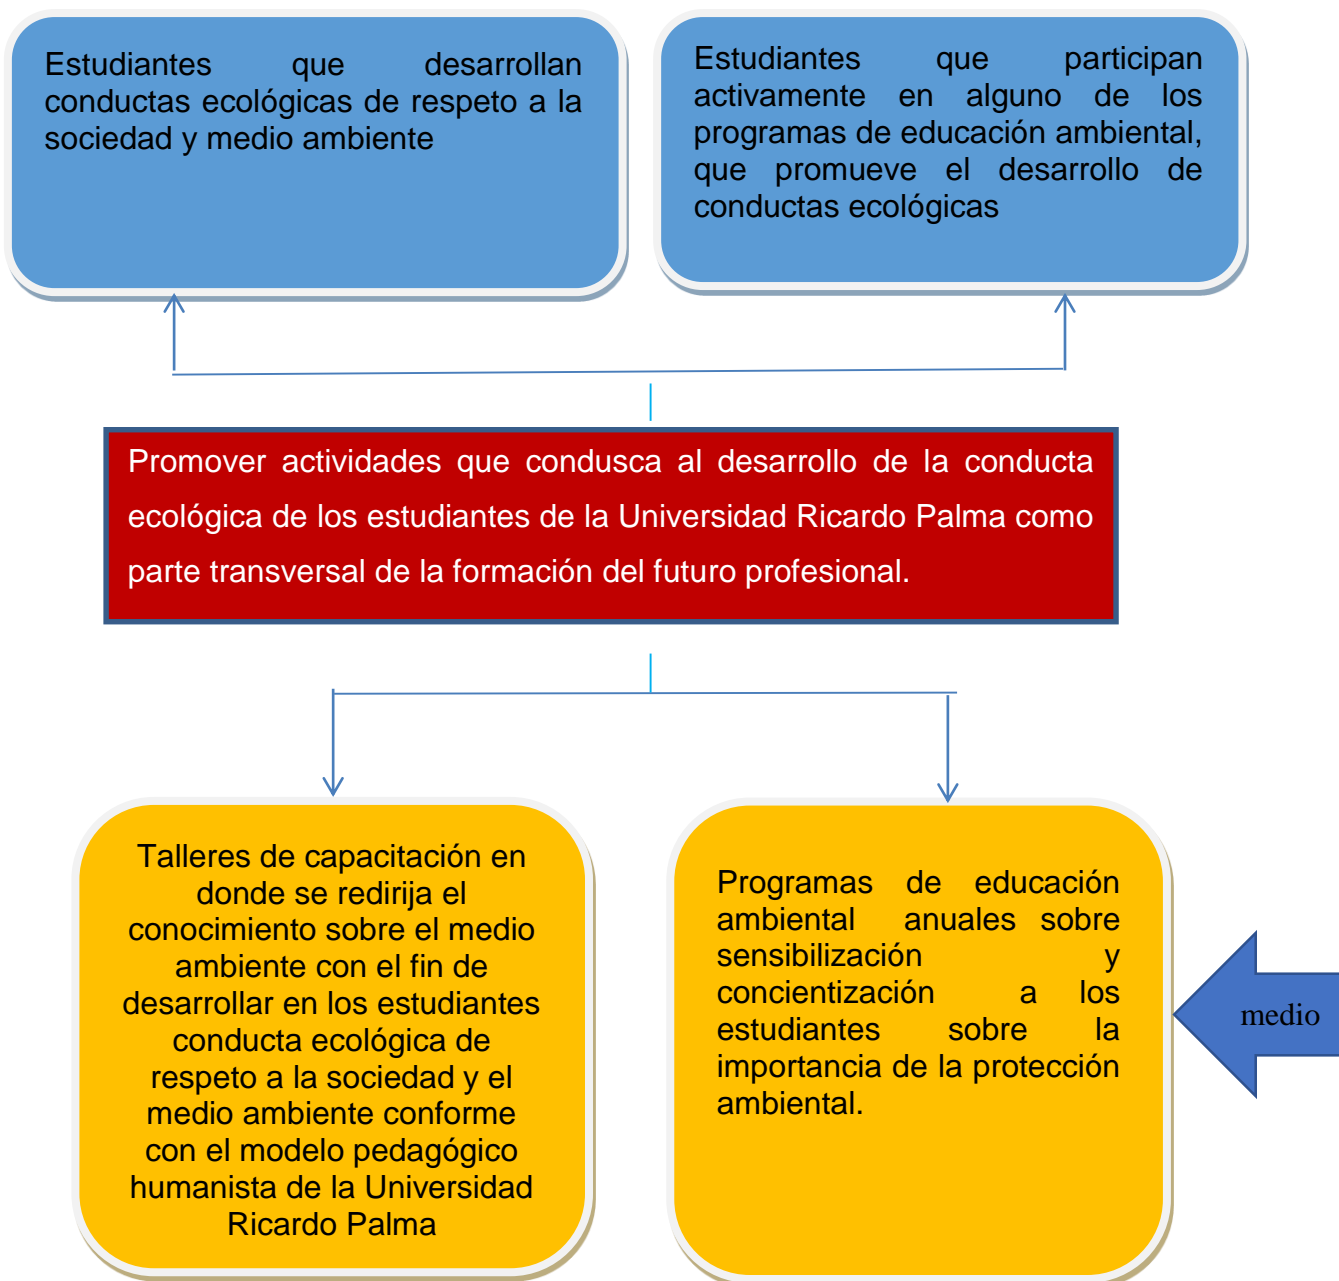 Estudiantes que desarrollan
conductas ecológicas de respeto a la
sociedad y medio ambiente
Estudiantes que participan
activamente en alguno de los
programas de educación ambiental,
que promueve el desarrollo de
conductas ecológicas
Promover actividades que condusca al desarrollo de la conducta
ecológica de los estudiantes de la Universidad Ricardo Palma como
parte transversal de la formación del futuro profesional.
Talleres de capacitación en
donde se redirija el
conocimiento sobre el medio
ambiente con el fin de
desarrollar en los estudiantes
conducta ecológica de
respeto a la sociedad y el
medio ambiente conforme
con el modelo pedagógico
humanista de la Universidad
Ricardo Palma
Programas de educación
ambiental anuales sobre
sensibilización y
concientización a los
estudiantes sobre la
importancia de la protección
ambiental.
medio